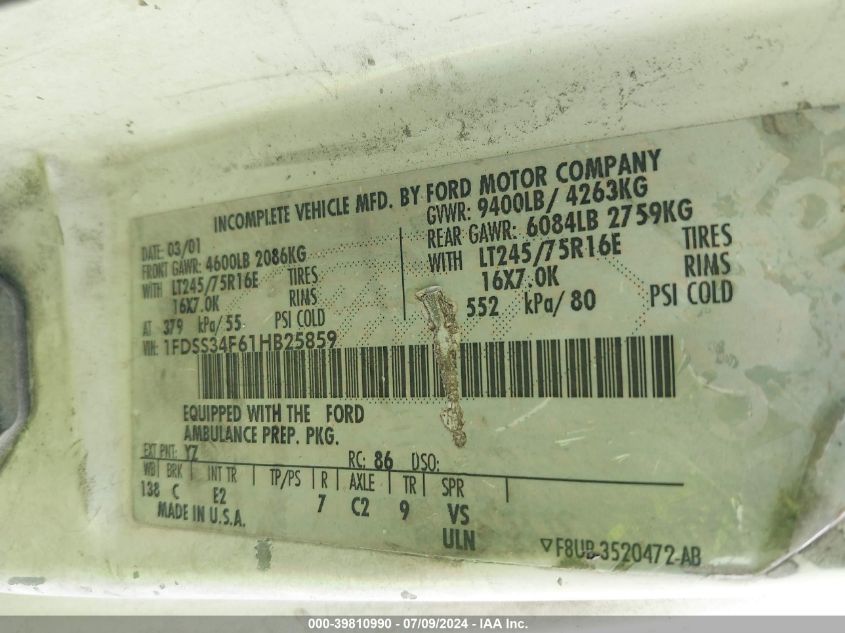 INCOMPLETE VEHICLE MFD. BY FORD MOTOR COMPANY
DATE: 03/01 GVWR: 9400LB/ 4263KG
FRONT GAWR: 4600LB 2086KG REAR GAWR: 6084LB 2759KG
WITH LT245/75R16E TIRES WITH LT245/75R16E TIRES
16X7.0K RIMS 16X7.0K RIMS
AT 379 kPa/55 PSI COLD 552 kPa/80 PSI COLD
VIN: 1FDSS34F61HB25859
EQUIPPED WITH THE FORD
AMBULANCE PREP. PKG.
EXT PNT: YZ RC: 86 DSO:
WB BRK INT TR TP/PS R AXLE TR SPR
138 C E2 7 C2 9 VS
MADE IN U.S.A. ULN
▽F8UB-3520472-AB
000-39810990 / 07/09/2024 - IAA Inc.